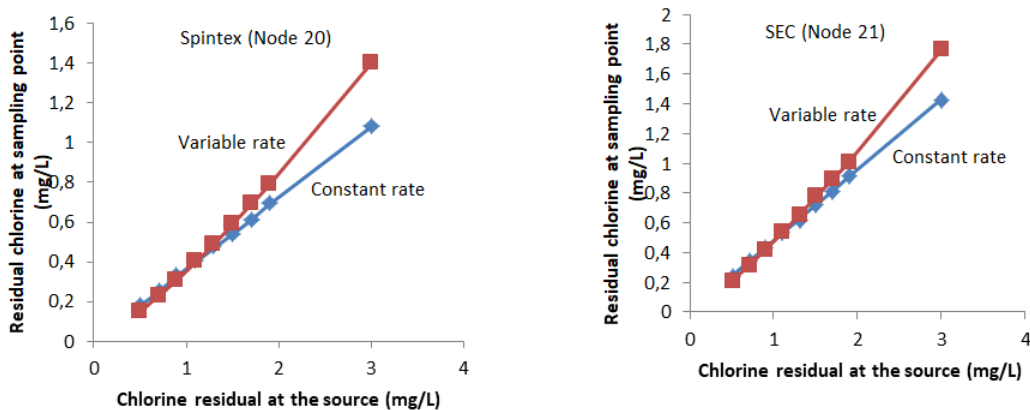 Residual chlorine at sampling point
(mg/L)
1,6
1,4
1,2
1
0,8
0,6
0,4
0,2
0
Spintex (Node 20)
Variable rate
Constant rate
0
1
2
3
4
Chlorine residual at the source (mg/L)
Residual chlorine at sampling point
(mg/L)
2
1,8
1,6
1,4
1,2
1
0,8
0,6
0,4
0,2
0
SEC (Node 21)
Variable rate
Constant rate
0
1
2
3
4
Chlorine residual at the source (mg/L)